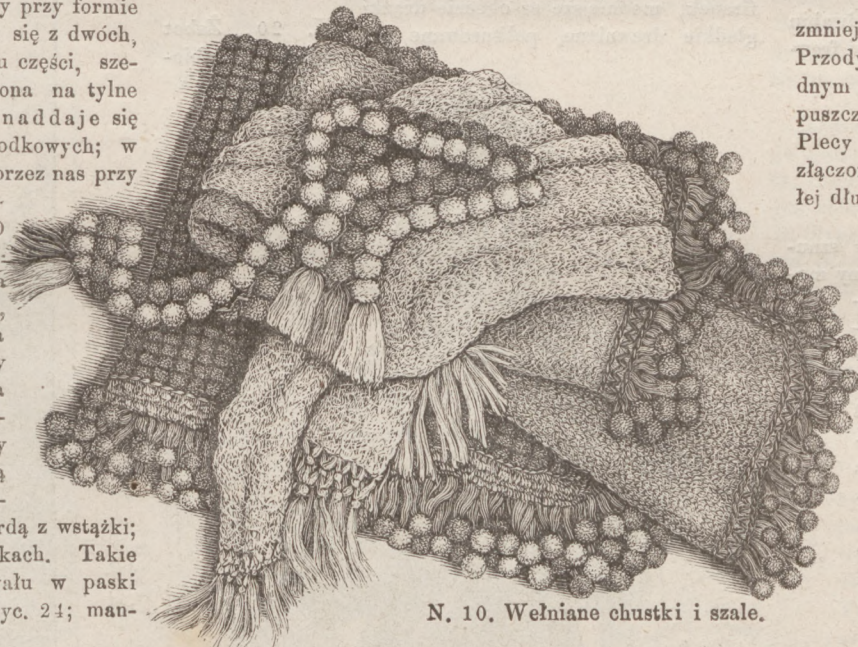 y przy formie
się z dwóch,
u części, sze-
ona na tylne
naddaje się
odkowych; w
orzez nas przy
rdą z wstążki;
kach. Takie
ału w paski
yc. 24; man-
N. 10. Wełniane chustki i szale.
zmniej
Przody
dnym
puszcz
Plecy
złączo
łej dłu